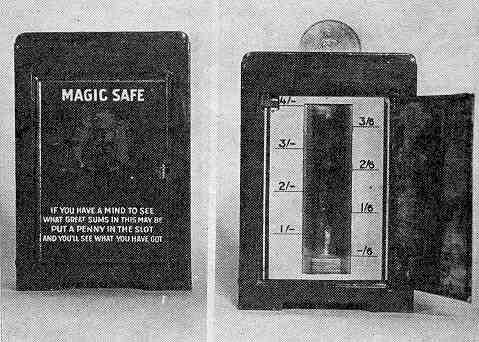 MAGIC SAFE
IF YOU HAVE A MIND TO SEE
WHAT GREAT SUMS IN THIS MAY BE
PUT A PENNY IN THE SLOT
AND YOU'LL SEE WHAT YOU HAVE GOT
4/-
3/6
3/-
2/6
2/-
1/6
1/-
-/6